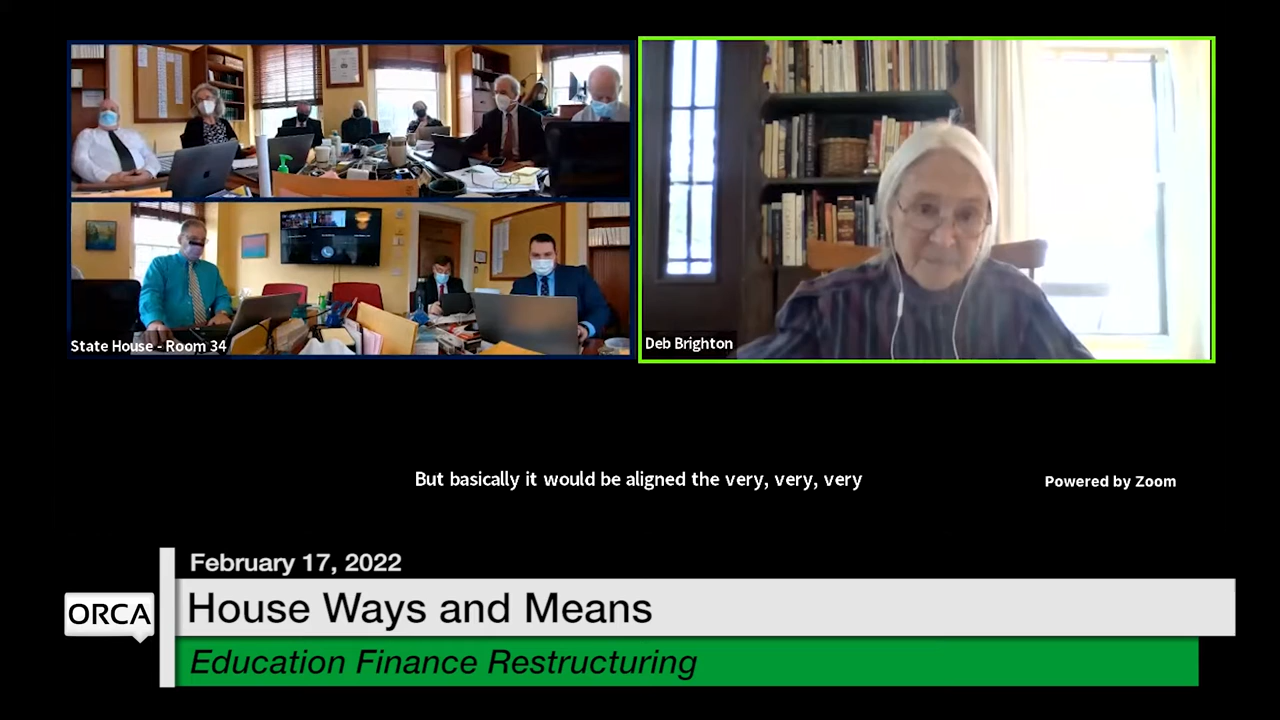 State House - Room 34
Deb Brighton
But basically it would be aligned the very, very, very
Powered by Zoom
February 17, 2022
House Ways and Means
ORCA
Education Finance Restructuring